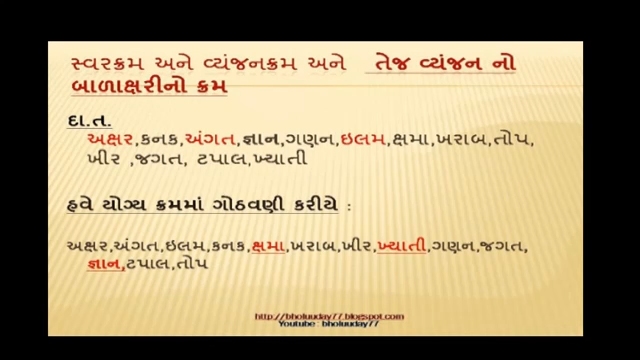 સ્વરક્રમ અને વ્યંજનક્રમ અને તેજ વ્યંજન નો
બાળાક્ષરીનો ક્રમ
દા.ત.
અક્ષર,કનક,અંગત,જ્ઞાન,ગણન,ઇલમ,ક્ષમા,ખરાબ,તોપ,
ખીર ,જગત, ટપાલ,ખ્યાતી
હવે યોગ્ય ક્રમમાં ગોઠવણી કરીયે :
અક્ષર,અંગત,ઇલમ,કનક,ક્ષમા,ખરાબ,ખીર,ખ્યાતી,ગણન,જગત,
જ્ઞાન,ટપાલ,તોપ
http://bholuuday77.blogspot.com
Youtube : bholuuday77